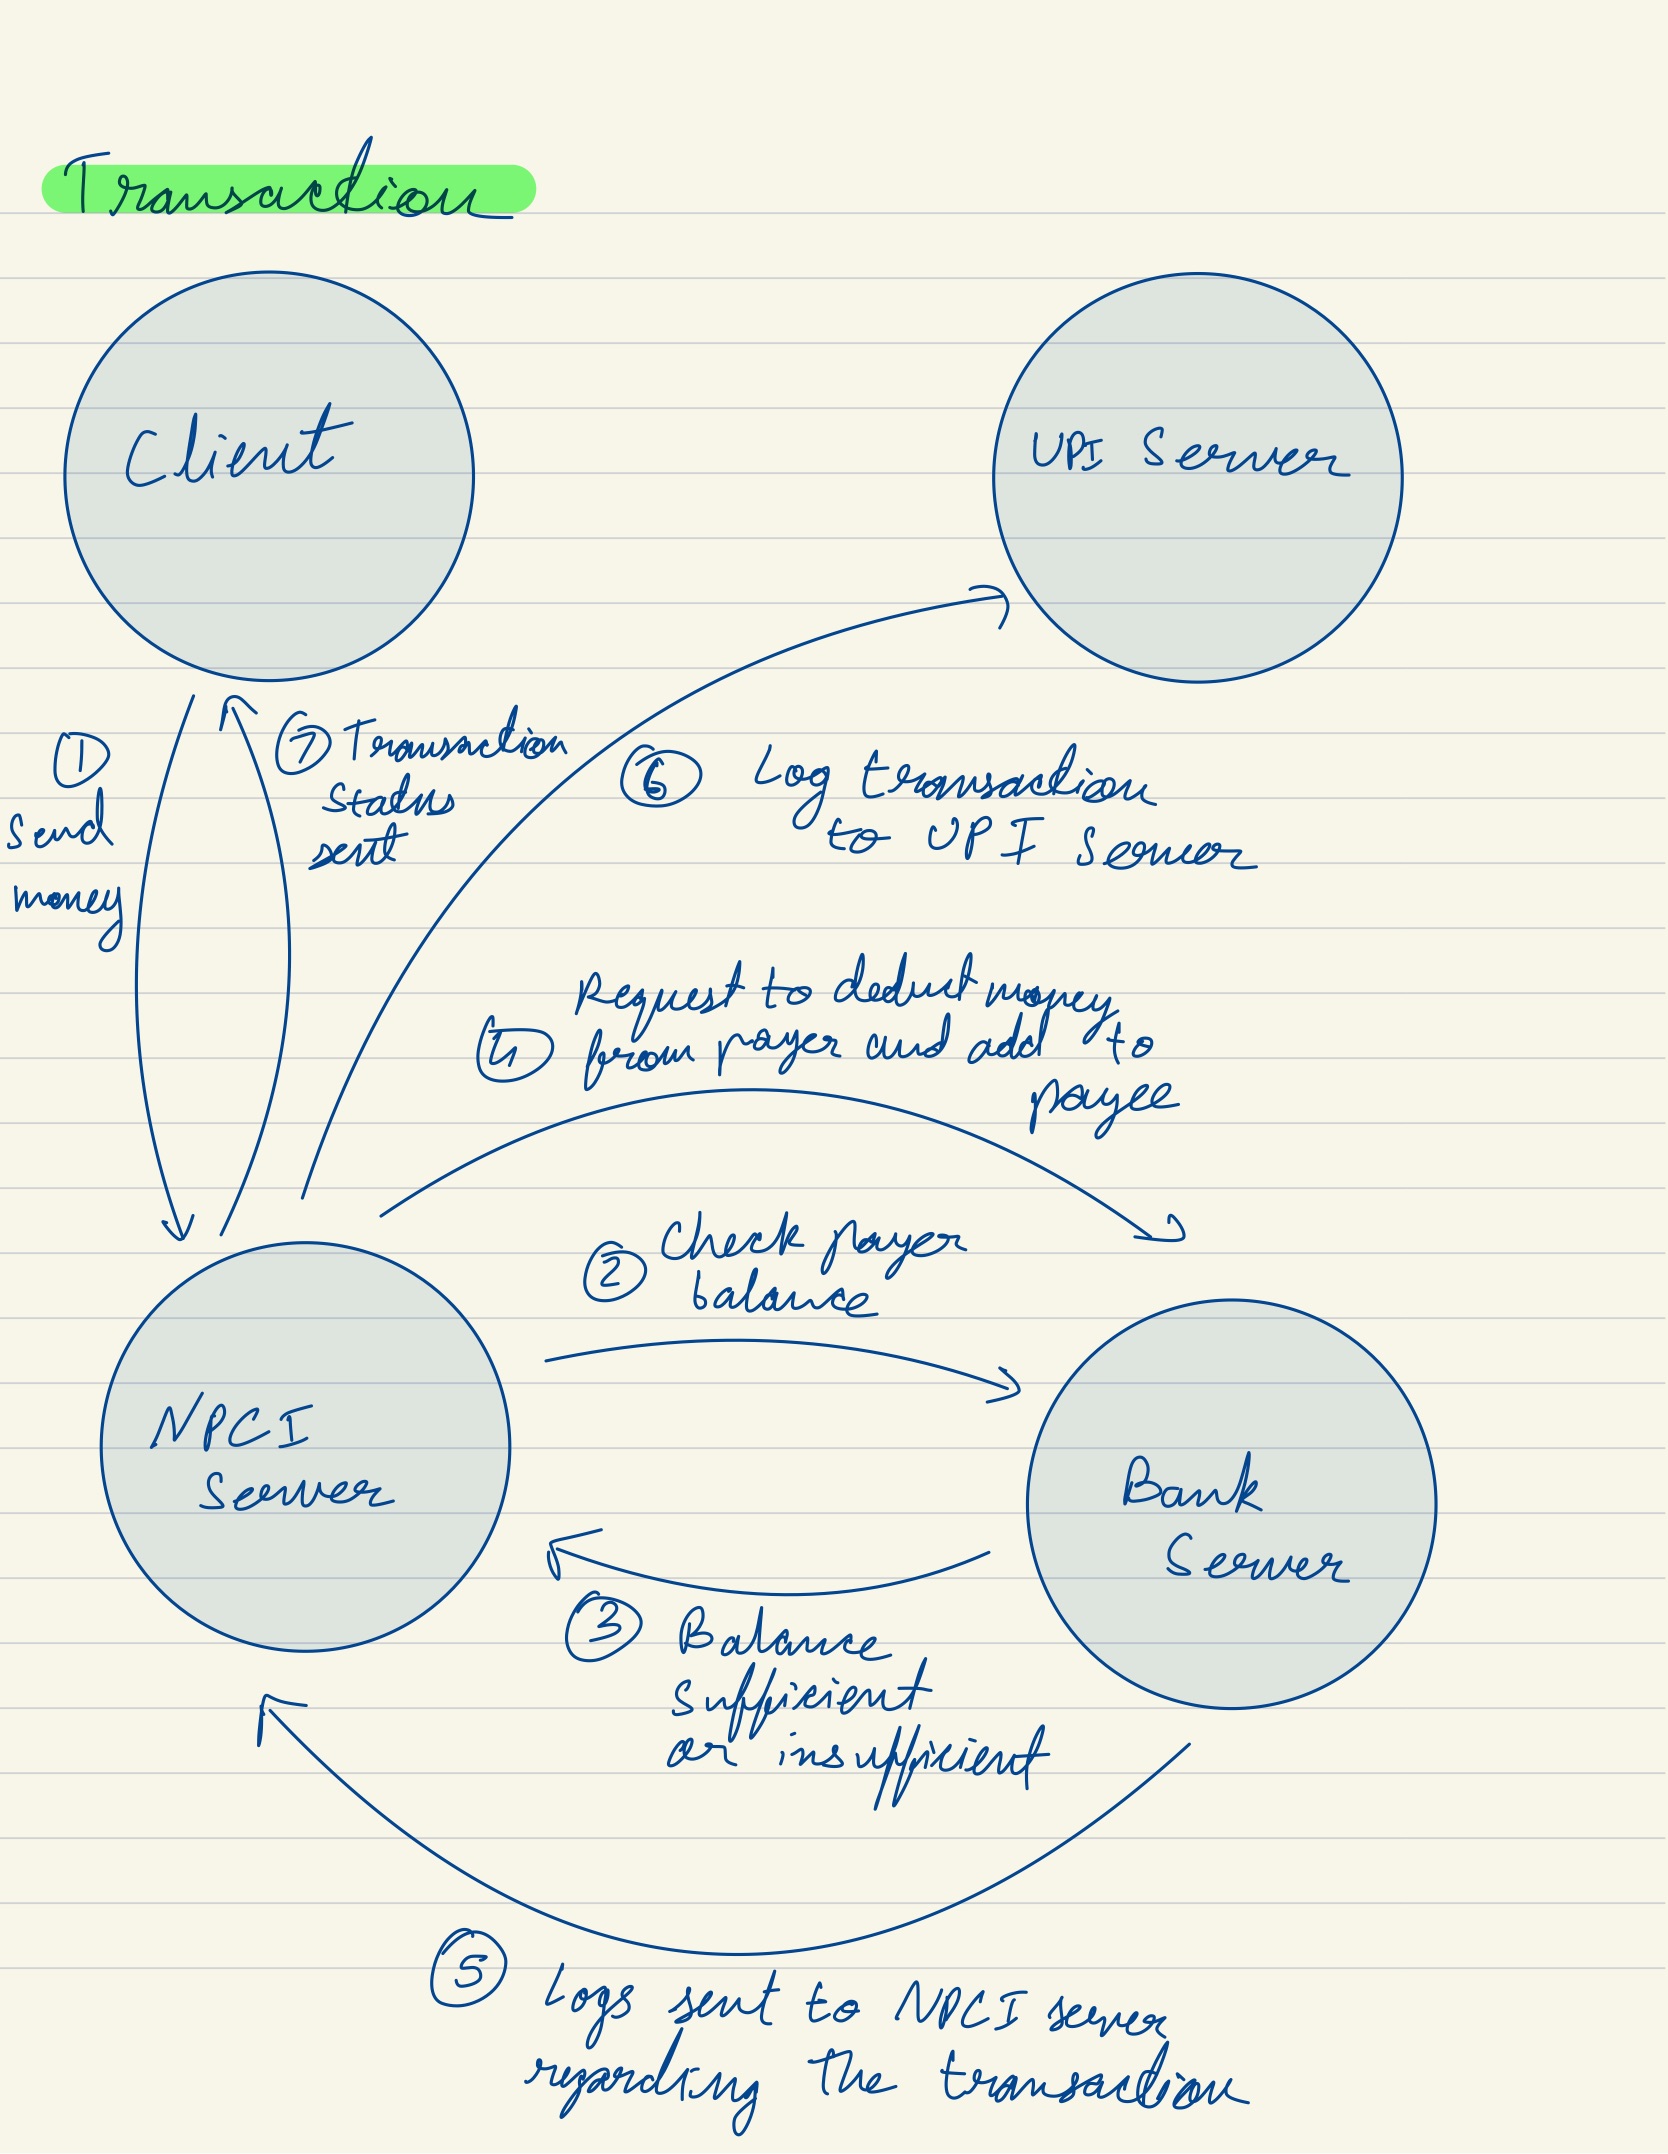 Transaction
Client
UPI Server
1
Send
money
7 Transaction
Status
sent
6 Log transaction
to UPI Server
Request to deduct money
4 from payer and add to
payee
2 Check payer
balance
NPCI
Server
Bank
Server
3 Balance
sufficient
or insufficient
5 Logs sent to NPCI server
regarding the transaction